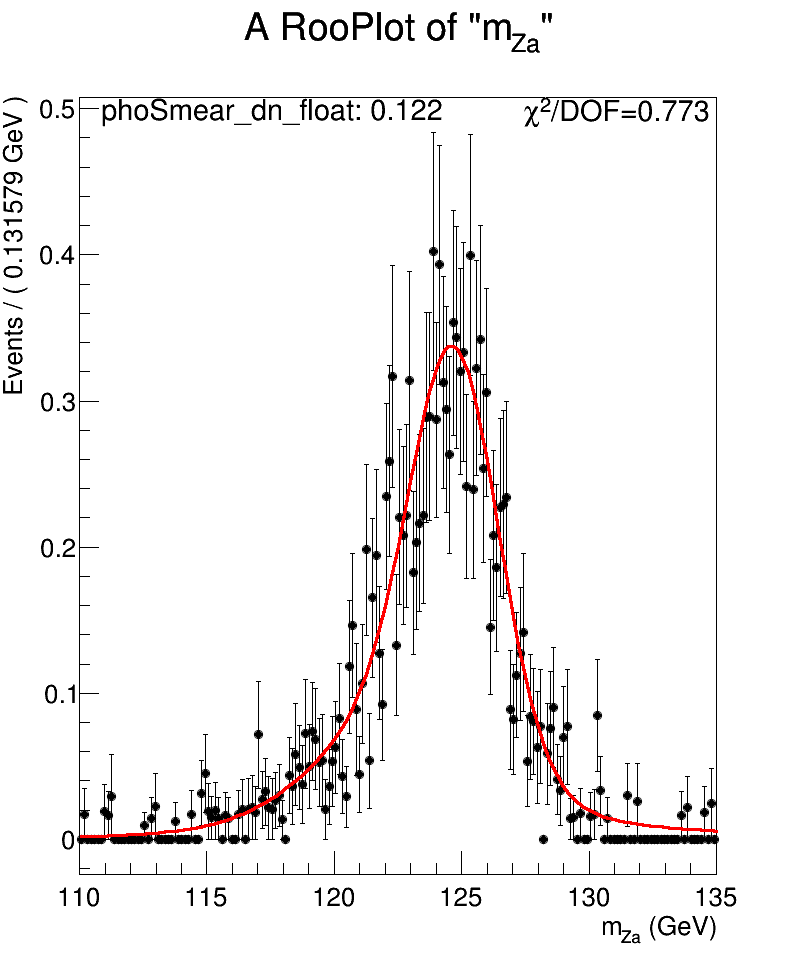 A RooPlot of "m_Za"
phoSmear_dn_float: 0.122
χ²/DOF=0.773
Events / ( 0.131579 GeV )
0.5
0.4
0.3
0.2
0.1
0
110 115 120 125 130 135
m_Za (GeV)